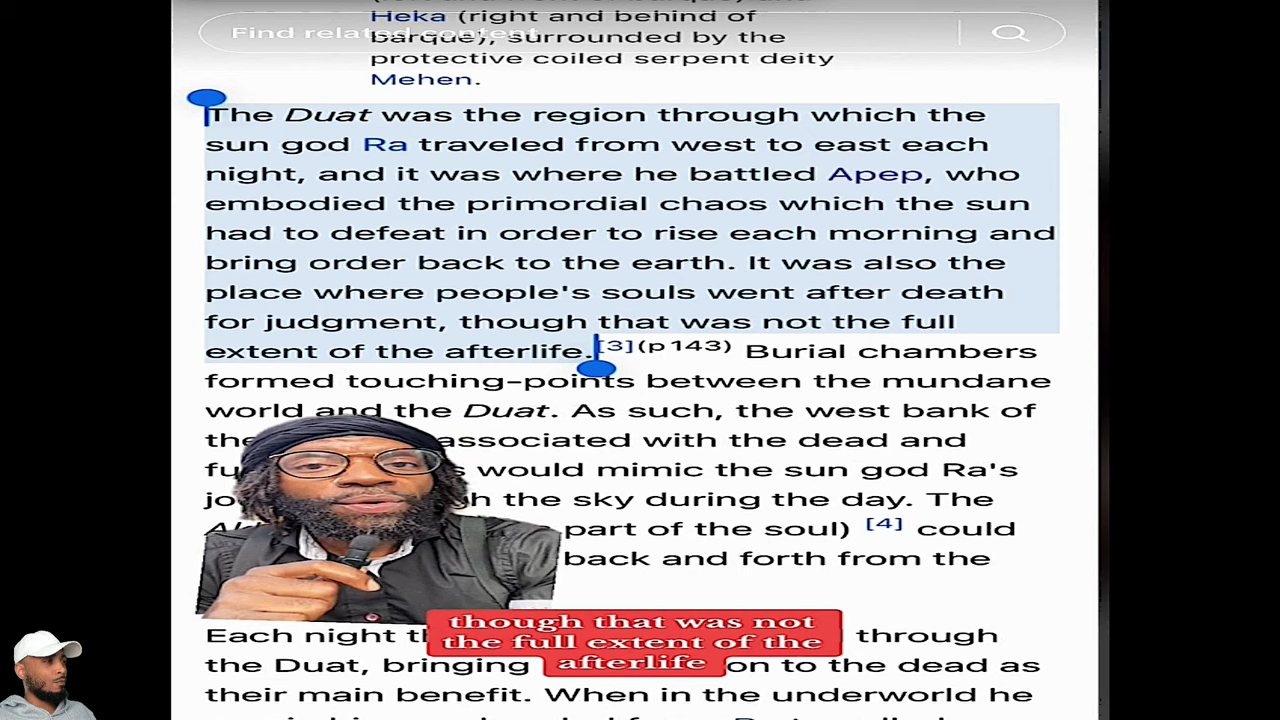 Heka (right and behind of
Find related content
barque), surrounded by the
protective coiled serpent deity
Mehen.
The Duat was the region through which the
sun god Ra traveled from west to east each
night, and it was where he battled Apep, who
embodied the primordial chaos which the sun
had to defeat in order to rise each morning and
bring order back to the earth. It was also the
place where people's souls went after death
for judgment, though that was not the full
extent of the afterlife.[3](p143) Burial chambers
formed touching-points between the mundane
world and the Duat. As such, the west bank of
the associated with the dead and
would mimic the sun god Ra's
the sky during the day. The
part of the soul) [4] could
back and forth from the
though that was not
the full extent of the
afterlife
Each night through
the Duat, bringing on to the dead as
their main benefit. When in the underworld he